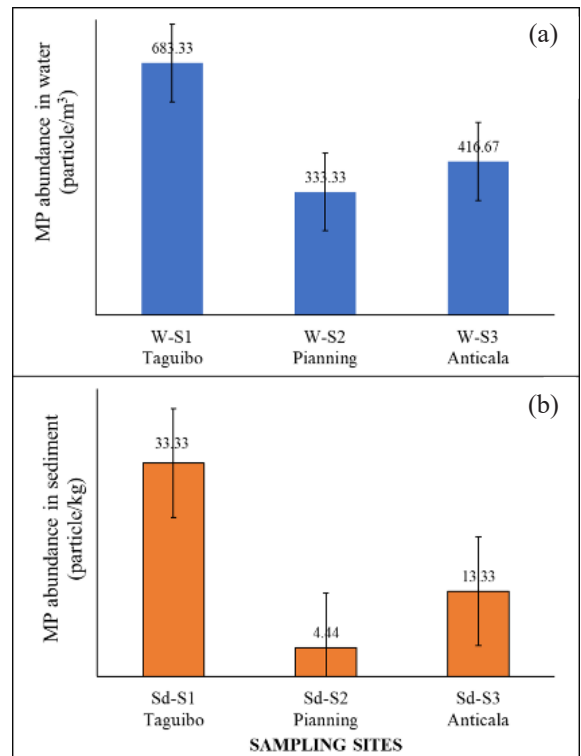 (a)
MP abundance in water
(particle/m³)
683.33
333.33
416.67
W-S1
Taguibo
W-S2
Pianning
W-S3
Anticala
(b)
MP abundance in sediment
(particle/kg)
33.33
4.44
13.33
Sd-S1
Taguibo
Sd-S2
Pianning
Sd-S3
Anticala
SAMPLING SITES